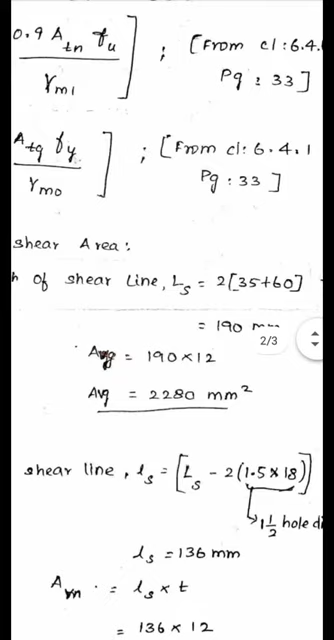 0.9 Atn fu
γm1
; [From cl: 6.4.1
Pg : 33]
Atg fy
γmo
; [From cl: 6.4.1
Pg : 33]
shear Area:
h of shear Line, Ls = 2[35+60]
= 190 mm
2/3
Avg = 190×12
Avg = 2280 mm²
shear line, ls = [Ls - 2(1.5×18)]
1½ hole di
ls = 136 mm
Avn = ls × t
= 136 × 12